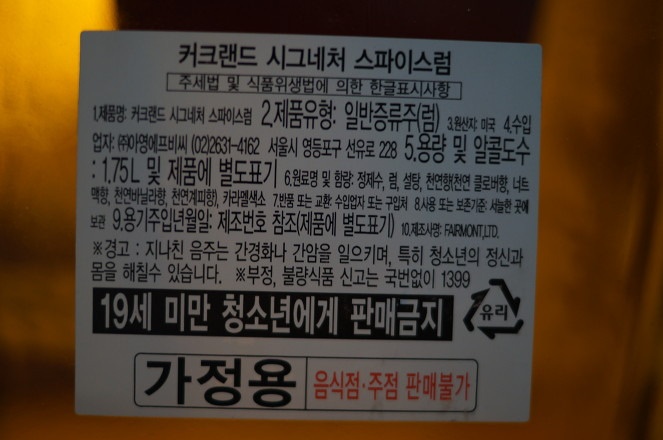 커크랜드 시그네처 스파이스럼
주세법 및 식품위생법에 의한 한글표시사항
1.제품명: 커크랜드 시그네처 스파이스럼 2.제품유형: 일반증류주(럼) 3.원산지: 미국 4.수입
업자: ㈜아영에프비씨 (02)2631-4162 서울시 영등포구 선유로 228 5.용량 및 알콜도수
: 1.75L 및 제품에 별도표기 6.원료명 및 함량: 정제수, 럼, 설탕, 천연향(천연 클로버향, 너트
맥향, 천연바닐라향, 천연계피향), 카라멜색소 7.반품 또는 교환: 수입업자 또는 구입처 8.사용 또는 보존기준: 서늘한 곳에
보관 9.용기주입년월일: 제조번호 참조(제품에 별도표기) 10.제조사명: FAIRMONT,LTD.
※경고 : 지나친 음주는 간경화나 간암을 일으키며, 특히 청소년의 정신과
몸을 해칠수 있습니다. ※부정, 불량식품 신고는 국번없이 1399
19세 미만 청소년에게 판매금지
유리
가정용
음식점·주점 판매불가